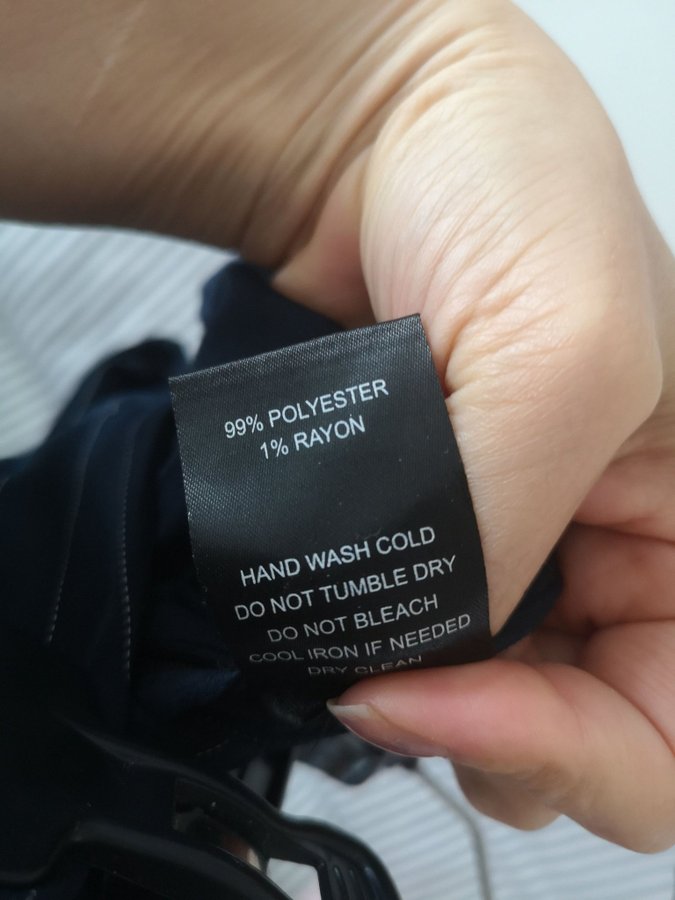 99% POLYESTER
1% RAYON
HAND WASH COLD
DO NOT TUMBLE DRY
DO NOT BLEACH
COOL IRON IF NEEDED
DRY CLEAN